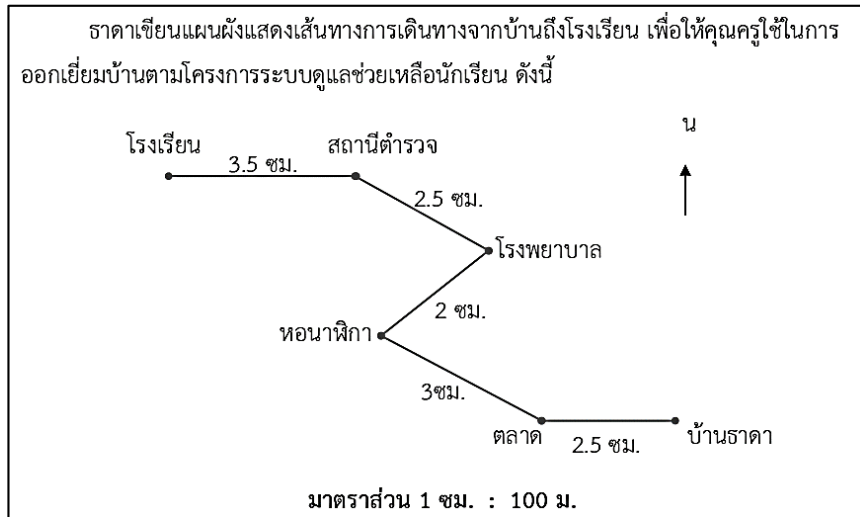 ธาดาเขียนแผนผังแสดงเส้นทางการเดินทางจากบ้านถึงโรงเรียน เพื่อให้คุณครูใช้ในการ
ออกเยี่ยมบ้านตามโครงการระบบดูแลช่วยเหลือนักเรียน ดังนี้
โรงเรียน สถานีตำรวจ น
3.5 ซม.
2.5 ซม.
โรงพยาบาล
2 ซม.
หอนาฬิกา
3ซม.
ตลาด 2.5 ซม. บ้านธาดา
มาตราส่วน 1 ซม. : 100 ม.